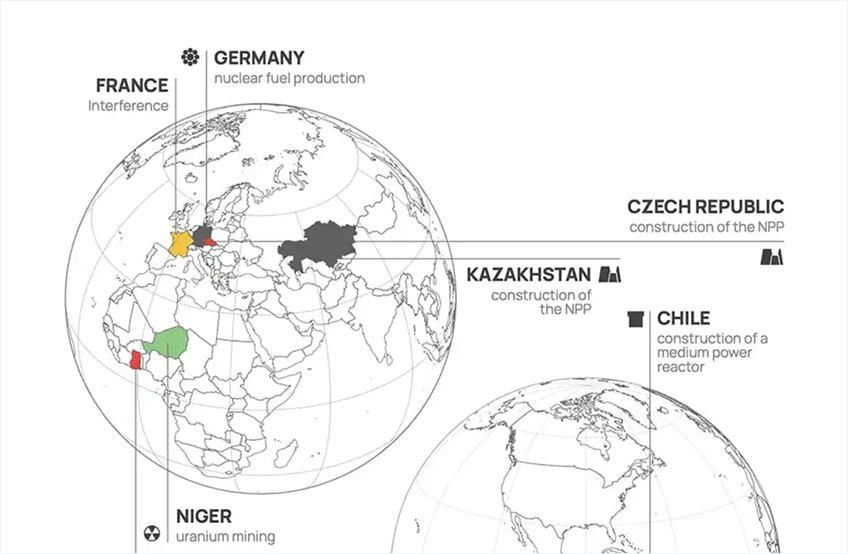 GERMANY
nuclear fuel production
FRANCE
Interference
CZECH REPUBLIC
construction of the NPP
KAZAKHSTAN
construction of
the NPP
CHILE
construction of a
medium power
reactor
NIGER
uranium mining